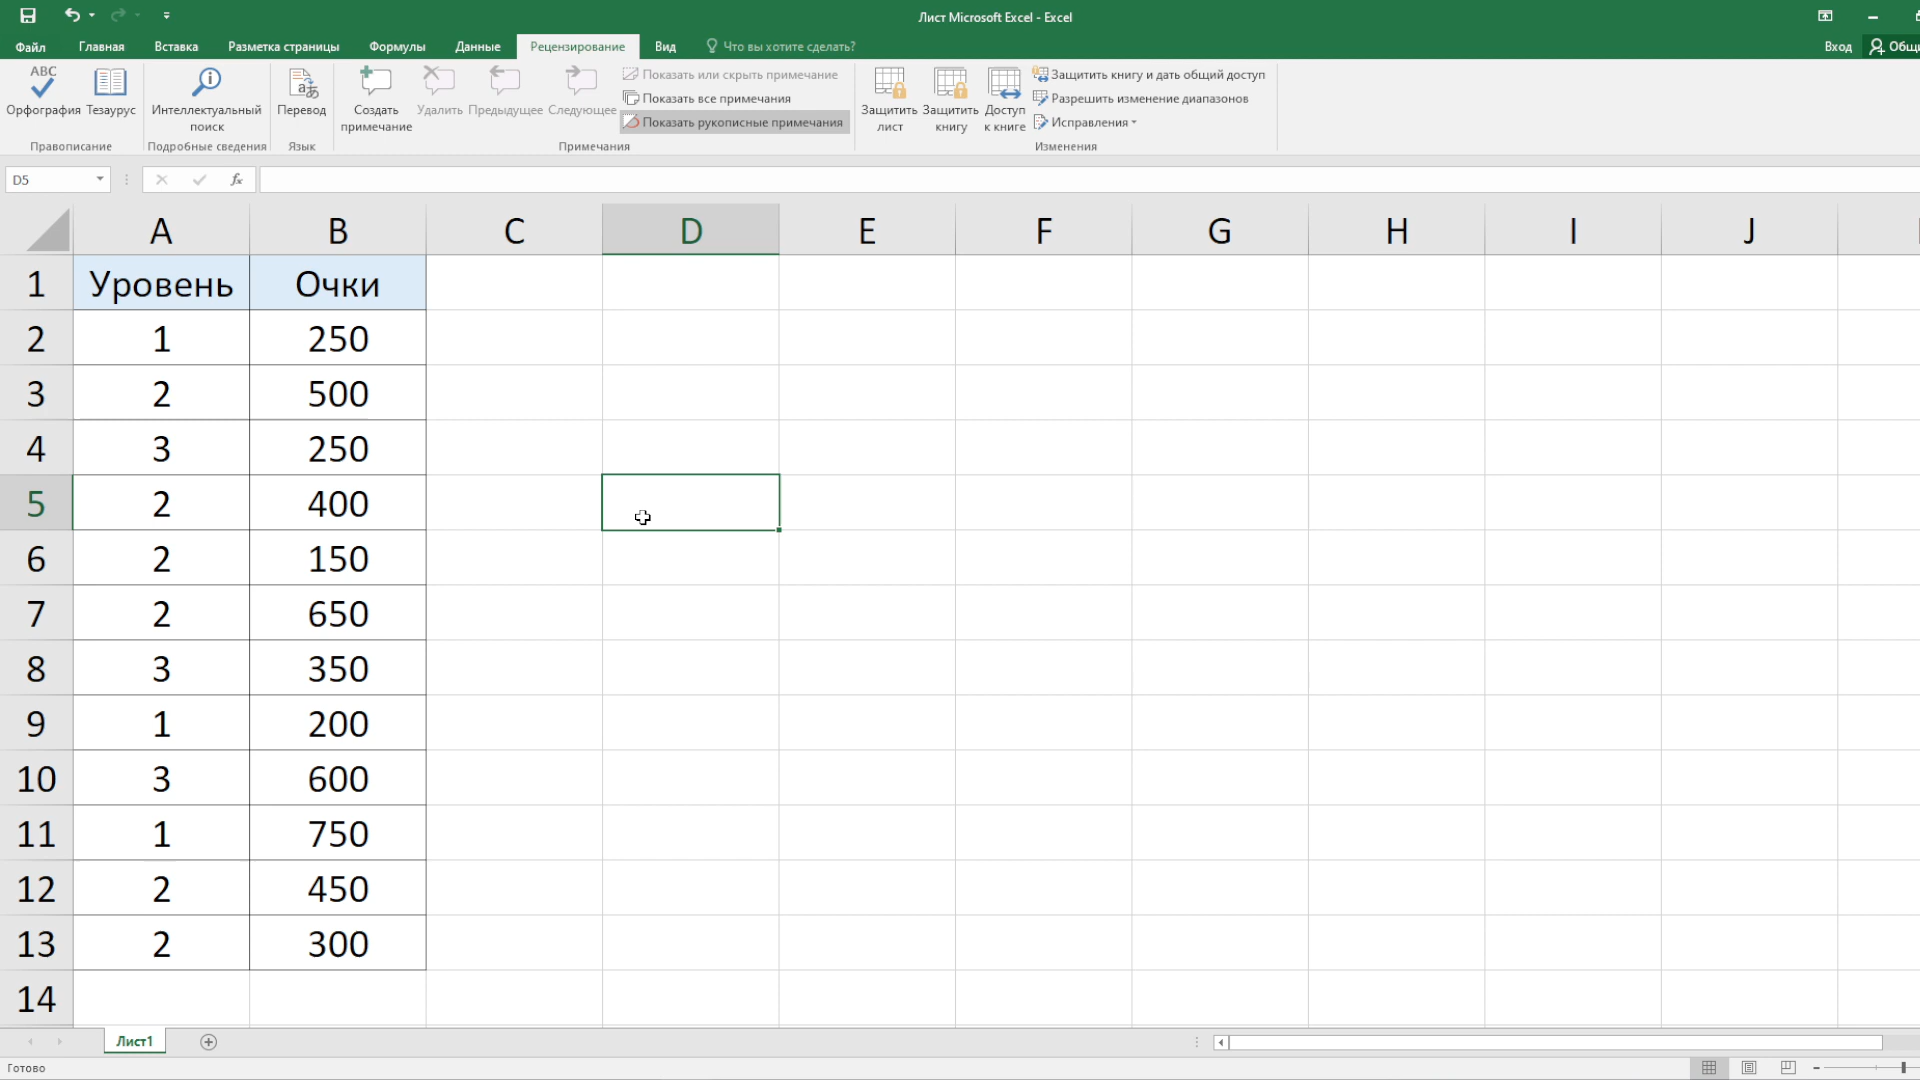 Лист Microsoft Excel - Excel
Файл Главная Вставка Разметка страницы Формулы Данные Рецензирование Вид Что вы хотите сделать? Вход
ABC
Орфография Тезаурус
Правописание
Интеллектуальный поиск
Подробные сведения
Перевод
Язык
Создать примечание
Удалить Предыдущее Следующее
Показать или скрыть примечание
Показать все примечания
Показать рукописные примечания
Примечания
Защитить лист
Защитить книгу
Доступ к книге
Защитить книгу и дать общий доступ
Разрешить изменение диапазонов
Исправления
Изменения
D5 fx
A B C D E F G H I J
1 Уровень Очки
2 1 250
3 2 500
4 3 250
5 2 400
6 2 150
7 2 650
8 3 350
9 1 200
10 3 600
11 1 750
12 2 450
13 2 300
14
Лист1
Готово